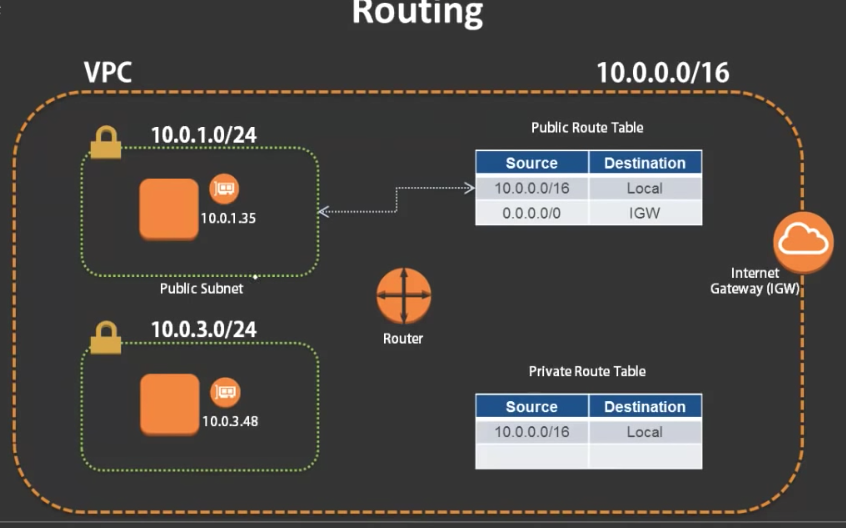 Routing
VPC
10.0.0.0/16
10.0.1.0/24
10.0.1.35
Public Subnet
Public Route Table
Source Destination
10.0.0.0/16 Local
0.0.0.0/0 IGW
Internet
Gateway (IGW)
Router
10.0.3.0/24
10.0.3.48
Private Route Table
Source Destination
10.0.0.0/16 Local